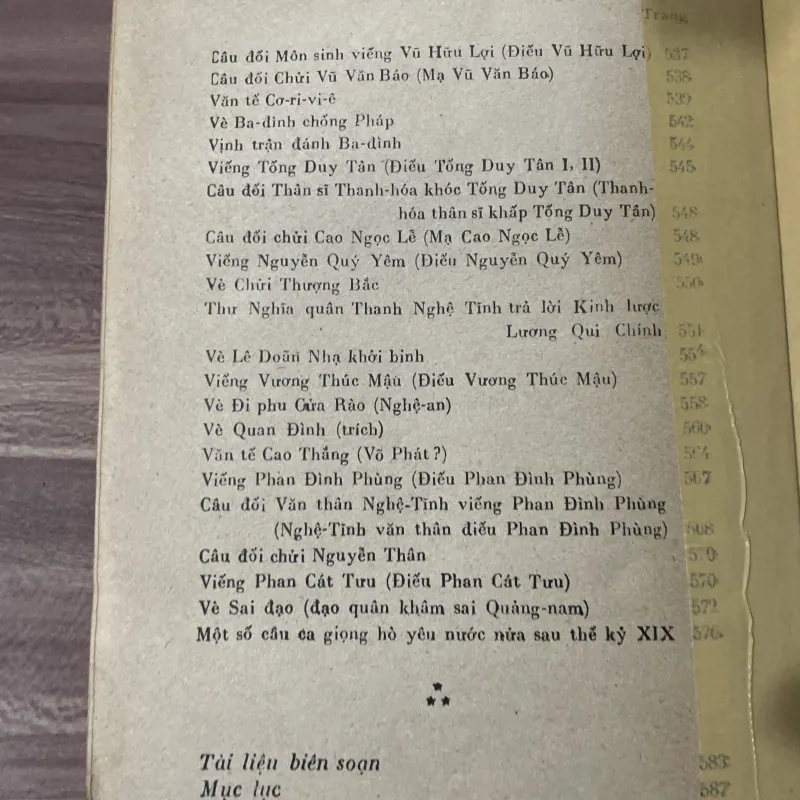 Trang
Câu đối Môn sinh viếng Vũ Hữu Lợi (Điếu Vũ Hữu Lợi) 537
Câu đối Chửi Vũ Văn Báo (Mạ Vũ Văn Báo) 538
Văn tế Cơ-ri-vi-ê 539
Vè Ba-đình chống Pháp 542
Vịnh trận đánh Ba-đình 544
Viếng Tống Duy Tân (Điếu Tống Duy Tân I, II) 545
Câu đối Thân sĩ Thanh-hóa khóc Tống Duy Tân (Thanh-
hóa thân sĩ khấp Tống Duy Tân) 548
Câu đối chửi Cao Ngọc Lễ (Mạ Cao Ngọc Lễ) 548
Viếng Nguyễn Quý Yêm (Điếu Nguyễn Quý Yêm) 549
Vè Chửi Thượng Bắc 550
Thư Nghĩa quân Thanh Nghệ Tĩnh trả lời Kinh lược
Lương Qui Chính 551
Vè Lê Doãn Nhạ khởi binh 554
Viếng Vương Thúc Mậu (Điếu Vương Thúc Mậu) 557
Vè Đi phu Cửa Rào (Nghệ-an) 558
Vè Quan Đình (trích) 560
Văn tế Cao Thắng (Võ Phát?) 564
Viếng Phan Đình Phùng (Điếu Phan Đình Phùng) 567
Câu đối Văn thân Nghệ-Tĩnh viếng Phan Đình Phùng
(Nghệ-Tĩnh văn thân điếu Phan Đình Phùng) 568
Câu đối chửi Nguyễn Thân 570
Viếng Phan Cát Tưu (Điếu Phan Cát Tưu) 570
Vè Sai đạo (đạo quân khâm sai Quảng-nam) 572
Một số câu ca giọng hò yêu nước nửa sau thế kỷ XIX 576
Tài liệu biên soạn 583
Mục lục 587